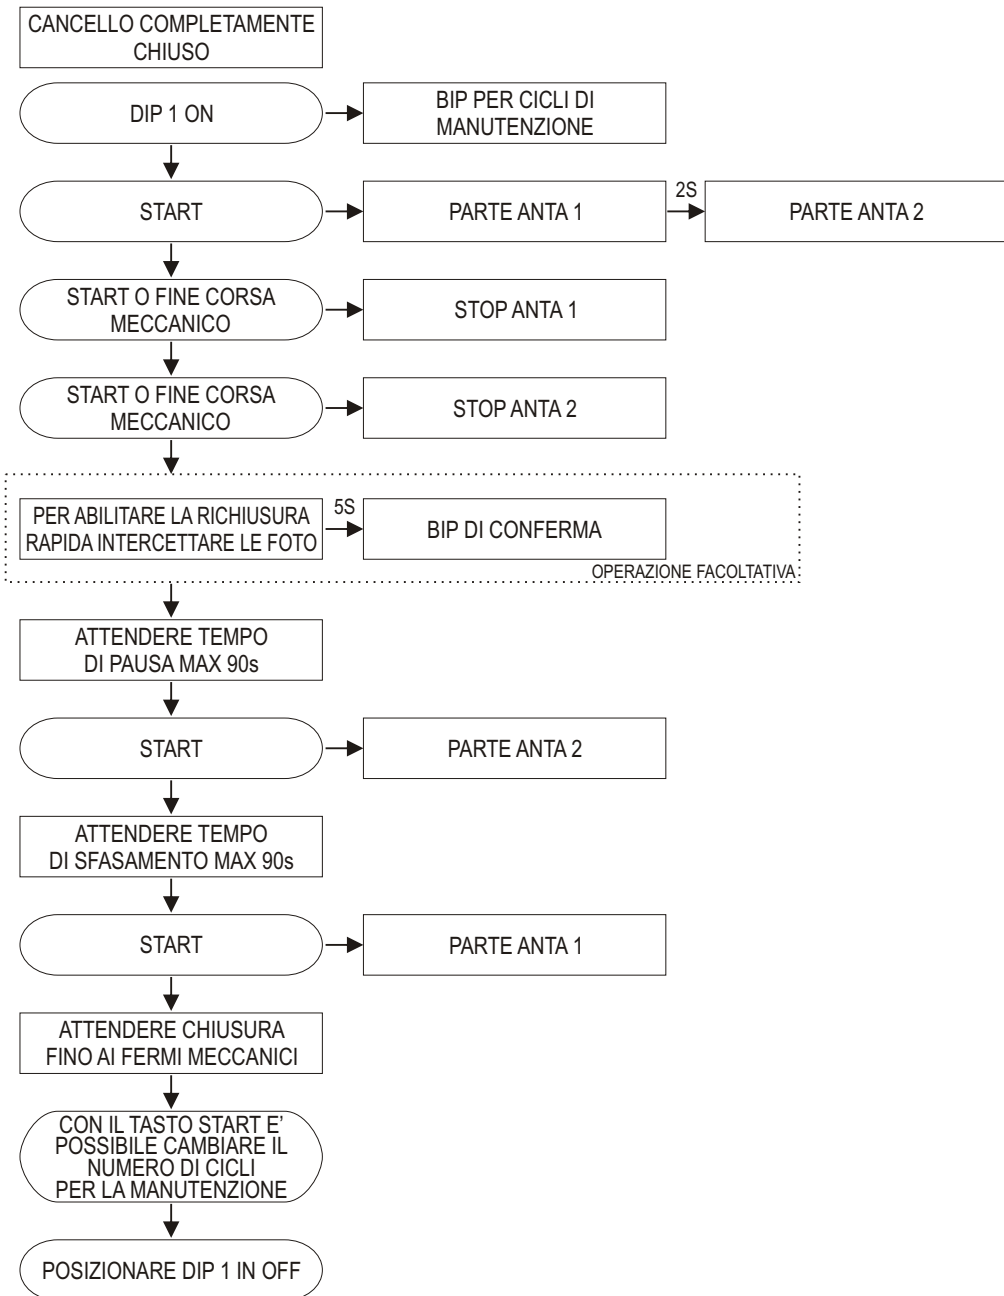 CANCELLO COMPLETAMENTE
CHIUSO
DIP 1 ON
BIP PER CICLI DI
MANUTENZIONE
START
PARTE ANTA 1
2S
PARTE ANTA 2
START O FINE CORSA
MECCANICO
STOP ANTA 1
START O FINE CORSA
MECCANICO
STOP ANTA 2
PER ABILITARE LA RICHIUSURA
RAPIDA INTERCETTARE LE FOTO
5S
BIP DI CONFERMA
OPERAZIONE FACOLTATIVA
ATTENDERE TEMPO
DI PAUSA MAX 90s
START
PARTE ANTA 2
ATTENDERE TEMPO
DI SFASAMENTO MAX 90s
START
PARTE ANTA 1
ATTENDERE CHIUSURA
FINO AI FERMI MECCANICI
CON IL TASTO START E'
POSSIBILE CAMBIARE IL
NUMERO DI CICLI
PER LA MANUTENZIONE
POSIZIONARE DIP 1 IN OFF